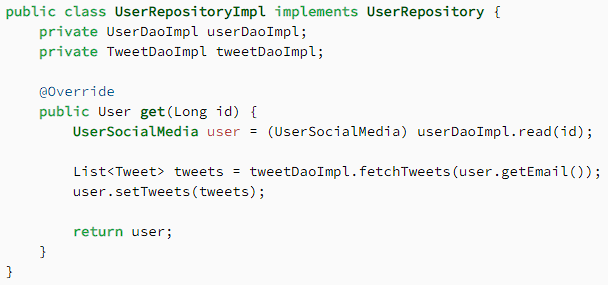 public class UserRepositoryImpl implements UserRepository {
    private UserDaoImpl userDaoImpl;
    private TweetDaoImpl tweetDaoImpl;

    @Override
    public User get(Long id) {
        UserSocialMedia user = (UserSocialMedia) userDaoImpl.read(id);

        List<Tweet> tweets = tweetDaoImpl.fetchTweets(user.getEmail());
        user.setTweets(tweets);

        return user;
    }
}